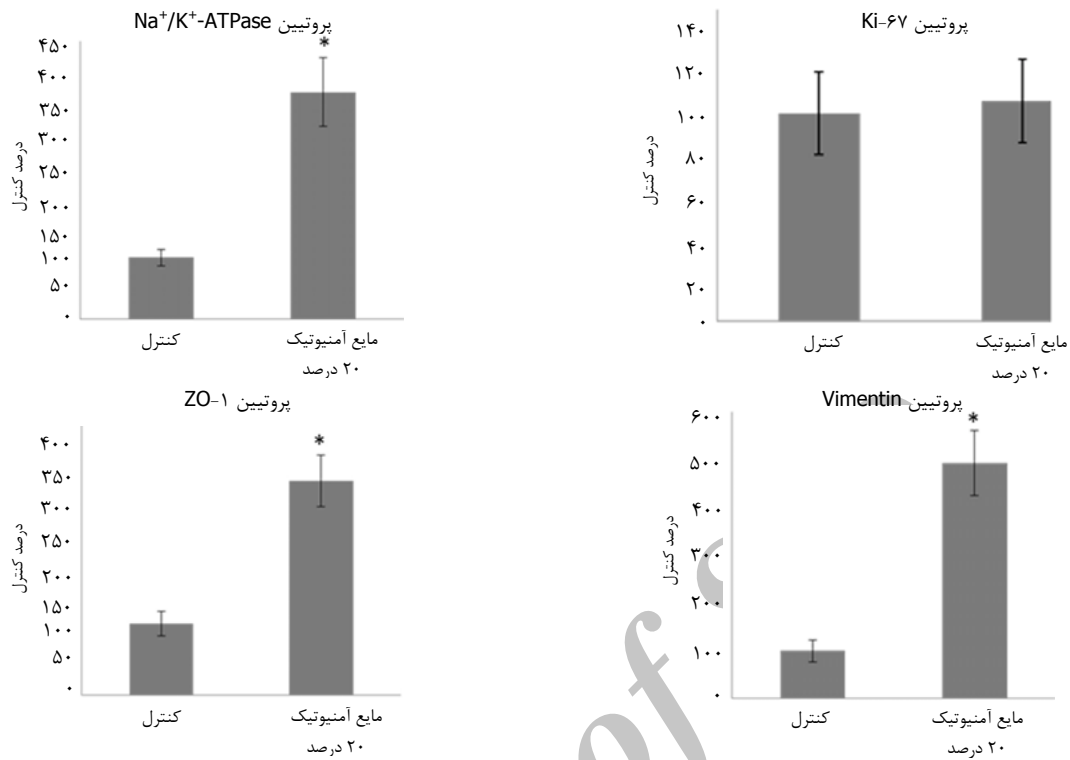 پروتیین Na⁺/K⁺-ATPase
*
۴۵۰
۴۰۰
۳۵۰
۳۰۰
۲۵۰
۲۰۰
۱۵۰
۱۰۰
۵۰
۰
درصد کنترل
کنترل
مایع آمنیوتیک
۲۰ درصد
پروتیین Ki-۶۷
۱۴۰
۱۲۰
۱۰۰
۸۰
۶۰
۴۰
۲۰
۰
درصد کنترل
کنترل
مایع آمنیوتیک
۲۰ درصد
پروتیین ZO-۱
*
۴۰۰
۳۵۰
۳۰۰
۲۵۰
۲۰۰
۱۵۰
۱۰۰
۵۰
۰
درصد کنترل
کنترل
مایع آمنیوتیک
۲۰ درصد
پروتیین Vimentin
*
۶۰۰
۵۰۰
۴۰۰
۳۰۰
۲۰۰
۱۰۰
۰
درصد کنترل
کنترل
مایع آمنیوتیک
۲۰ درصد
of